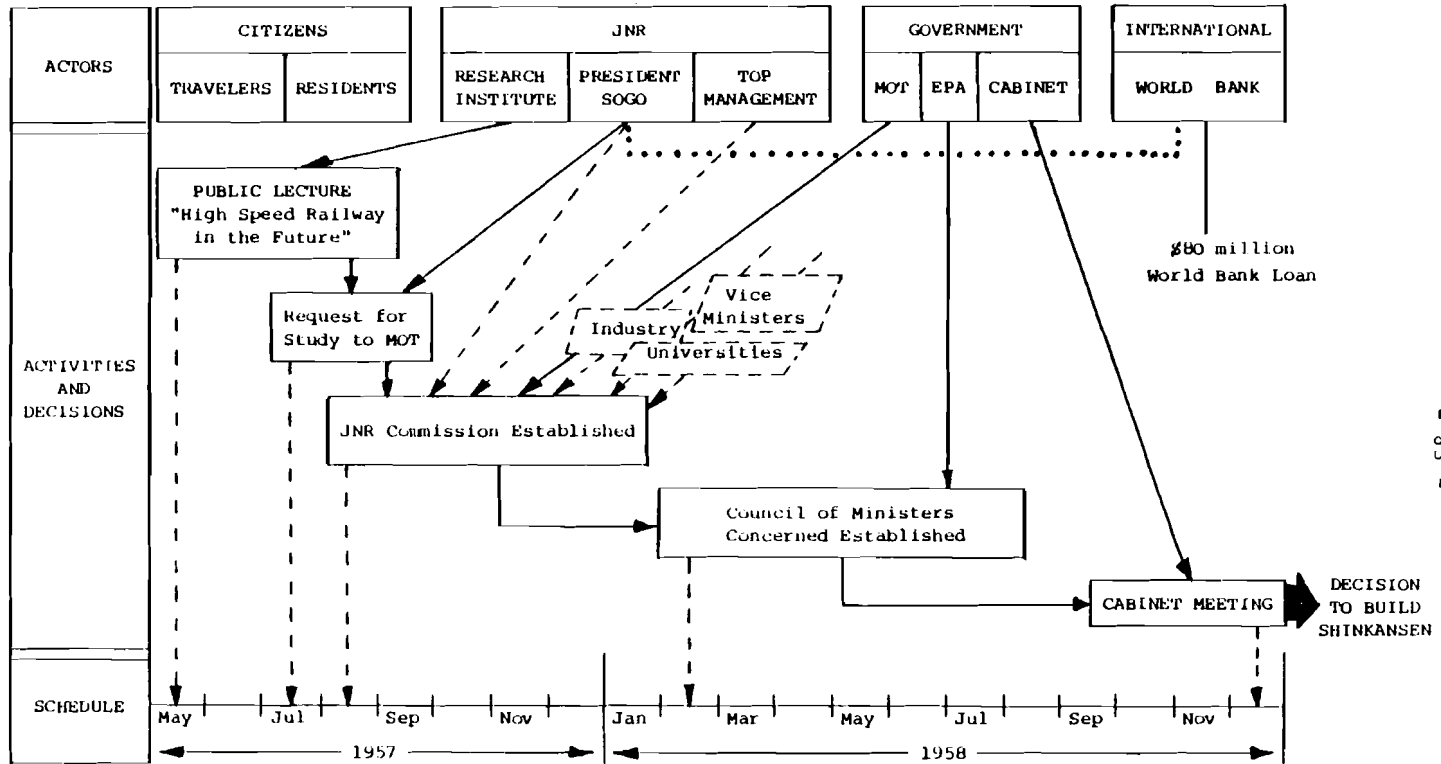 ACTORS
CITIZENS
TRAVELERS
RESIDENTS
JNR
RESEARCH
INSTITUTE
PRESIDENT
SOGO
TOP
MANAGEMENT
GOVERNMENT
MOT
EPA
CABINET
INTERNATIONAL
WORLD BANK
ACTIVITIES
AND
DECISIONS
PUBLIC LECTURE
"High Speed Railway
in the Future"
$80 million
World Bank Loan
Request for
Study to MOT
Industry
Vice
Ministers
Universities
JNR Commission Established
Council of Ministers
Concerned Established
CABINET MEETING
DECISION
TO BUILD
SHINKANSEN
SCHEDULE
May Jul Sep Nov Jan Mar May Jul Sep Nov
1957 1958